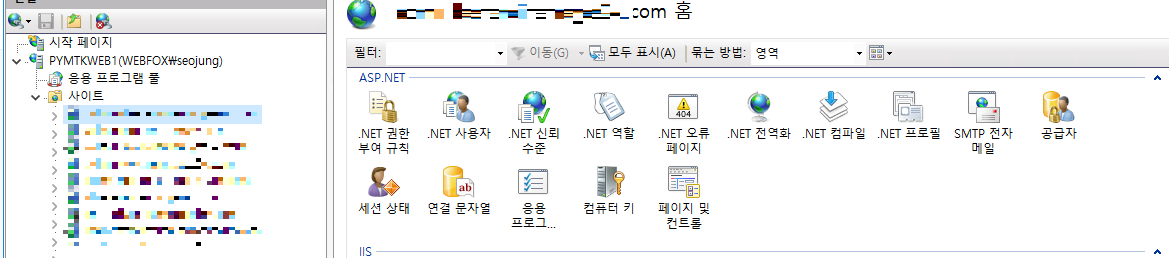 시작 페이지
PYMTKWEB1(WEBFOX\seojung)
응용 프로그램 풀
사이트
.com 홈
필터:
이동(G)
모두 표시(A)
묶는 방법:
영역
ASP.NET
.NET 권한
부여 규칙
.NET 사용자
.NET 신뢰
수준
.NET 역할
.NET 오류
페이지
.NET 전역화
.NET 컴파일
.NET 프로필
SMTP 전자
메일
공급자
세션 상태
연결 문자열
응용
프로그...
컴퓨터 키
페이지 및
컨트롤
404
ab
IIS